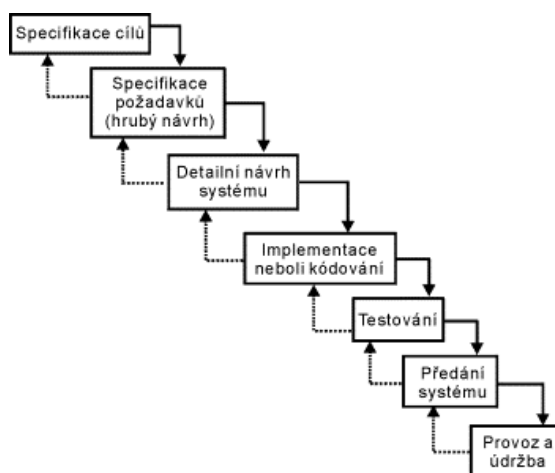 Specifikace cílů
Specifikace
požadavků
(hrubý návrh)
Detailní návrh
systému
Implementace
neboli kódování
Testování
Předání
systému
Provoz a
údržba